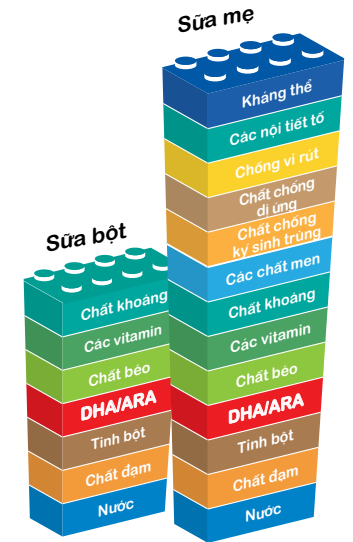 Sữa mẹ
Kháng thể
Các nội tiết tố
Chống vi rút
Chất chống
dị ứng
Chất chống
ký sinh trùng
Các chất men
Chất khoáng
Các vitamin
Chất béo
DHA/ARA
Tinh bột
Chất đạm
Nước
Sữa bột
Chất khoáng
Các vitamin
Chất béo
DHA/ARA
Tinh bột
Chất đạm
Nước